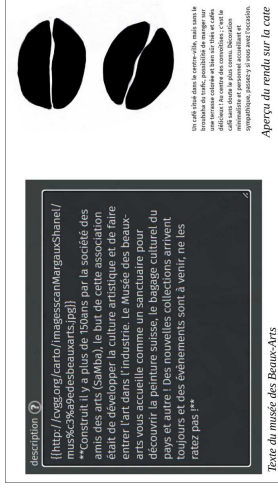 description ?
{{http://cvgg.org/carto/imagesscanMargauxShanel/
mus%c3%a9edesbeauxarts.jpg}}
**Construit il y a plus de 150ans par la société des
amis des arts (SaMba), le but de cette association
était de développer la culture artistique et de faire
entrer l'art dans l'industrie. Le Musée des beaux-
arts vous accueille comme un sanctuaire pour
découvrir la peinture suisse, le bagage culturel du
pays et autre ! Des nouvelles collections arrivent
toujours et des évènements sont à venir, ne les
ratez pas !**
Texte du musée des Beaux-Arts
Un café situé dans le centre-ville, mais sans le
brouhaha du trafic, possibilité de manger sur
une terrasse colorée et bien sûr thés et cafés
délicieux ! Au centre des convoitises ; c'est le
café sans doute le plus connu. Décoration
minimaliste et personnel accueillant et
sympathique, passez-y si vous avez l'occasion.
Aperçu du rendu sur la cate